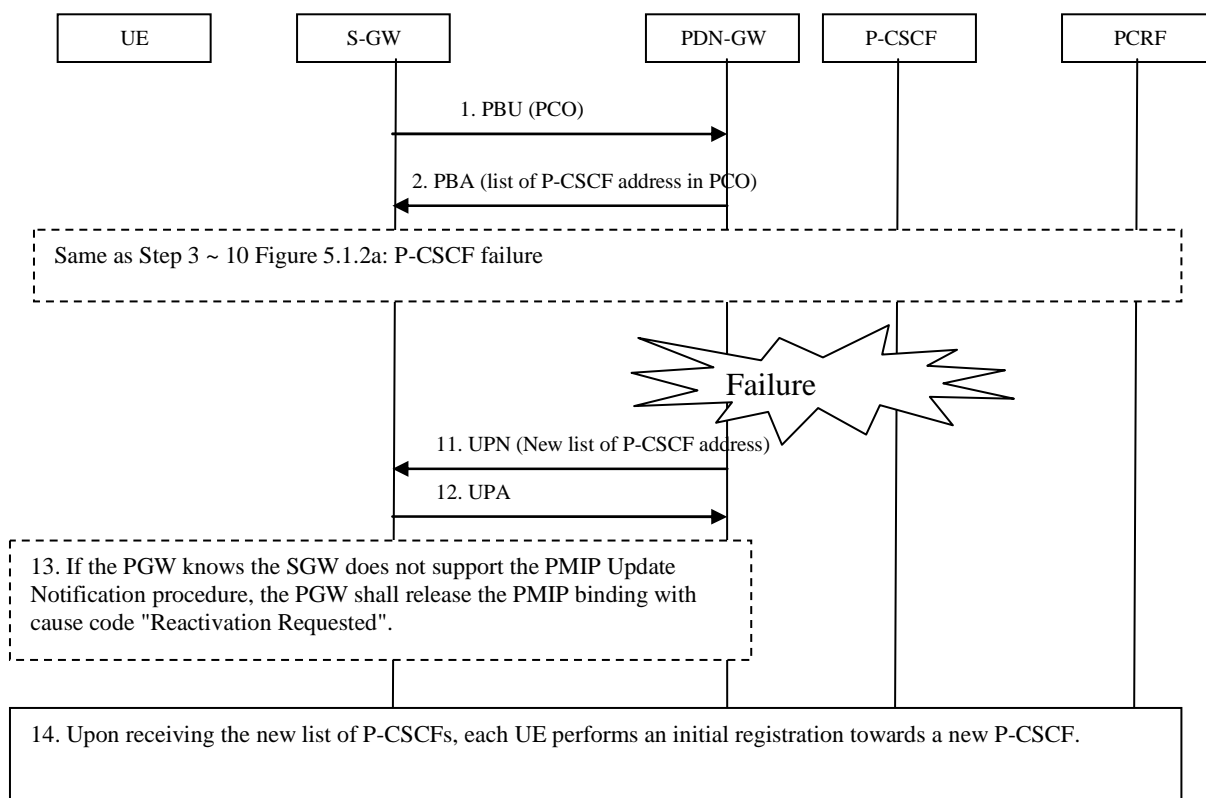 UE
S-GW
PDN-GW
P-CSCF
PCRF
1. PBU (PCO)
2. PBA (list of P-CSCF address in PCO)
Same as Step 3 ~ 10 Figure 5.1.2a: P-CSCF failure
Failure
11. UPN (New list of P-CSCF address)
12. UPA
13. If the PGW knows the SGW does not support the PMIP Update
Notification procedure, the PGW shall release the PMIP binding with
cause code "Reactivation Requested".
14. Upon receiving the new list of P-CSCFs, each UE performs an initial registration towards a new P-CSCF.